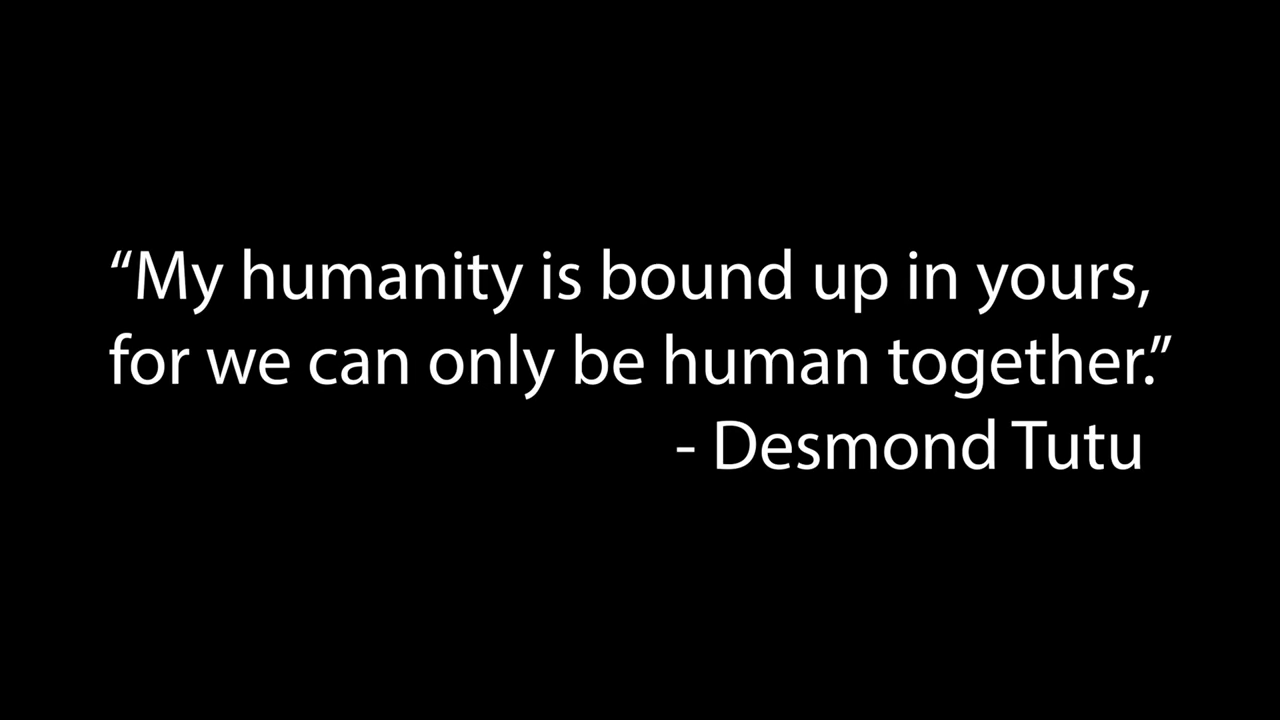 “My humanity is bound up in yours,
for we can only be human together.”
- Desmond Tutu